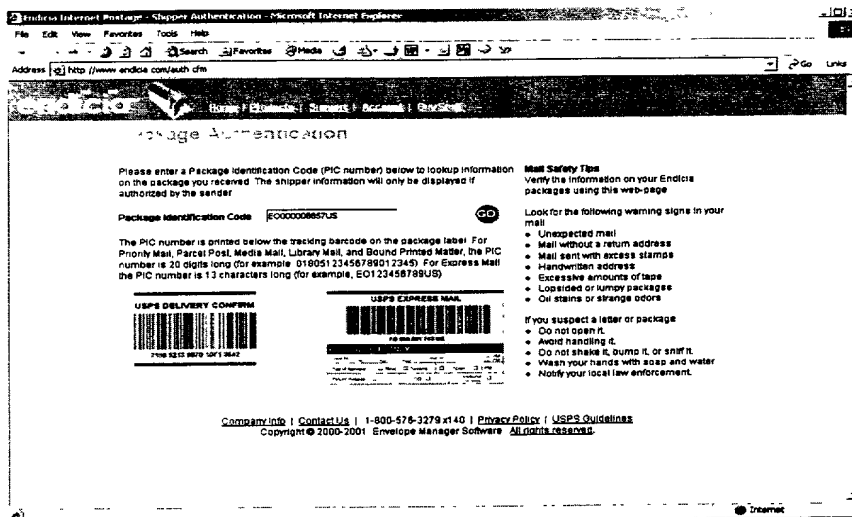 Endicia Internet Postage - Shipper Authentication - Microsoft Internet Explorer
File Edit View Favorites Tools Help
Search Favorites Media
Address http //www endicia com/auth cfm Go Links
endicia Home | Products | Support | Account | Buy Stuff
Package Authentication
Please enter a Package Identification Code (PIC number) below to lookup information
on the package you received The shipper information will only be displayed if
authorized by the sender
Package Identification Code EO000008657US GO
The PIC number is printed below the tracking barcode on the package label For
Priority Mail, Parcel Post, Media Mail, Library Mail, and Bound Printed Matter, the PIC
number is 20 digits long (for example, 01805123456789012345) For Express Mail
the PIC number is 13 characters long (for example, EO123456789US)
USPS DELIVERY CONFIRM
USPS EXPRESS MAIL
Mail Safety Tips
Verify the information on your Endicia
packages using this web-page
Look for the following warning signs in your
mail
Unexpected mail
Mail without a return address
Mail sent with excess stamps
Handwritten address
Excessive amounts of tape
Lopsided or lumpy packages
Oil stains or strange odors
If you suspect a letter or package
Do not open it.
Avoid handling it.
Do not shake it, bump it, or sniff it.
Wash your hands with soap and water
Notify your local law enforcement.
Company Info | Contact Us | 1-800-576-3279 x140 | Privacy Policy | USPS Guidelines
Copyright © 2000-2001 Envelope Manager Software All rights reserved.
Internet